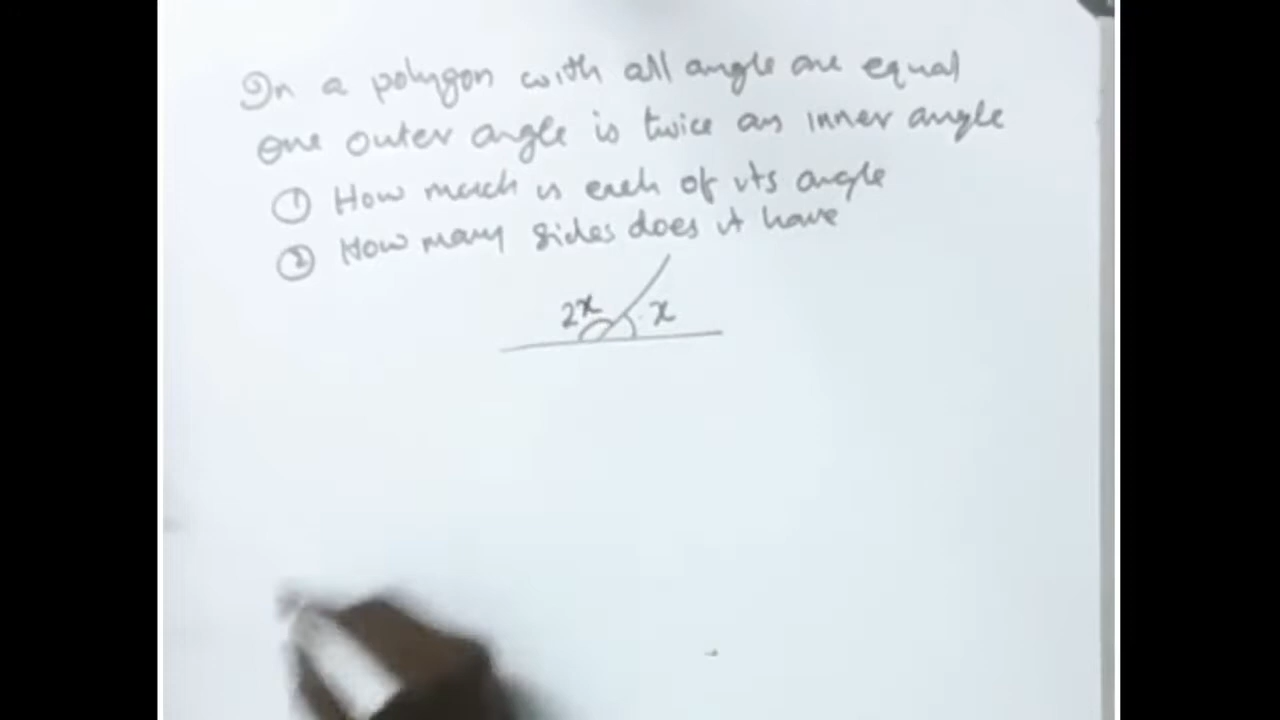 In a polygon with all angle are equal
one outer angle is twice an inner angle
① How much is each of its angle
② How many sides does it have
2x x